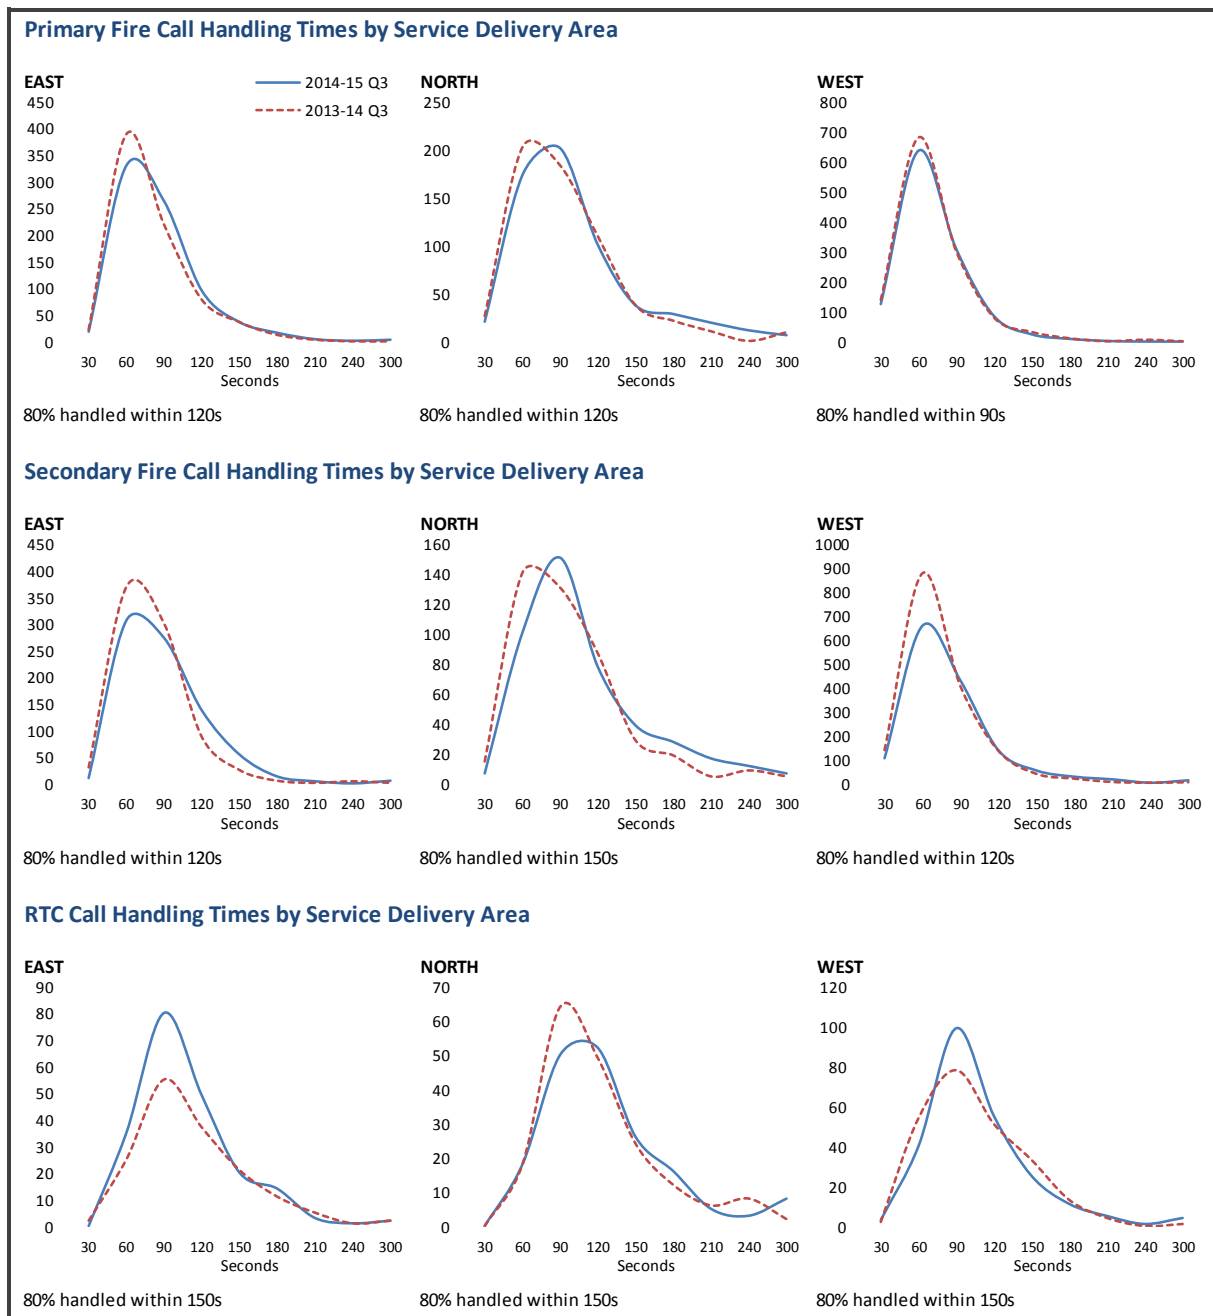 Primary Fire Call Handling Times by Service Delivery Area
EAST
2014-15 Q3
2013-14 Q3
450
400
350
300
250
200
150
100
50
0
30 60 90 120 150 180 210 240 300
Seconds
80% handled within 120s
NORTH
250
200
150
100
50
0
30 60 90 120 150 180 210 240 300
Seconds
80% handled within 120s
WEST
800
700
600
500
400
300
200
100
0
30 60 90 120 150 180 210 240 300
Seconds
80% handled within 90s
Secondary Fire Call Handling Times by Service Delivery Area
EAST
450
400
350
300
250
200
150
100
50
0
30 60 90 120 150 180 210 240 300
Seconds
80% handled within 120s
NORTH
160
140
120
100
80
60
40
20
0
30 60 90 120 150 180 210 240 300
Seconds
80% handled within 150s
WEST
1000
900
800
700
600
500
400
300
200
100
0
30 60 90 120 150 180 210 240 300
Seconds
80% handled within 120s
RTC Call Handling Times by Service Delivery Area
EAST
90
80
70
60
50
40
30
20
10
0
30 60 90 120 150 180 210 240 300
Seconds
80% handled within 150s
NORTH
70
60
50
40
30
20
10
0
30 60 90 120 150 180 210 240 300
Seconds
80% handled within 150s
WEST
120
100
80
60
40
20
0
30 60 90 120 150 180 210 240 300
Seconds
80% handled within 150s